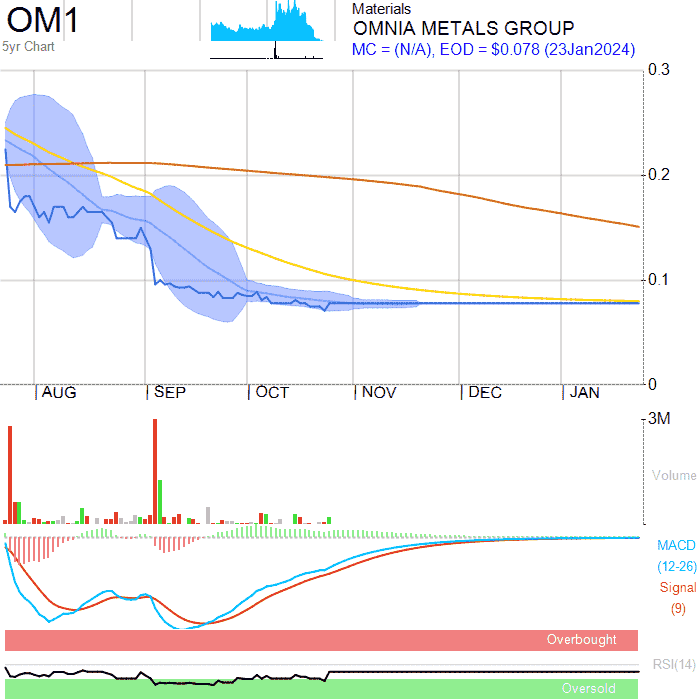 OM1
5yr Chart
Materials
OMNIA METALS GROUP
MC = (N/A), EOD = $0.078 (23Jan2024)
0.3
0.2
0.1
0
AUG SEP OCT NOV DEC JAN
3M
Volume
MACD
(12-26)
Signal
(9)
Overbought
RSI(14)
Oversold